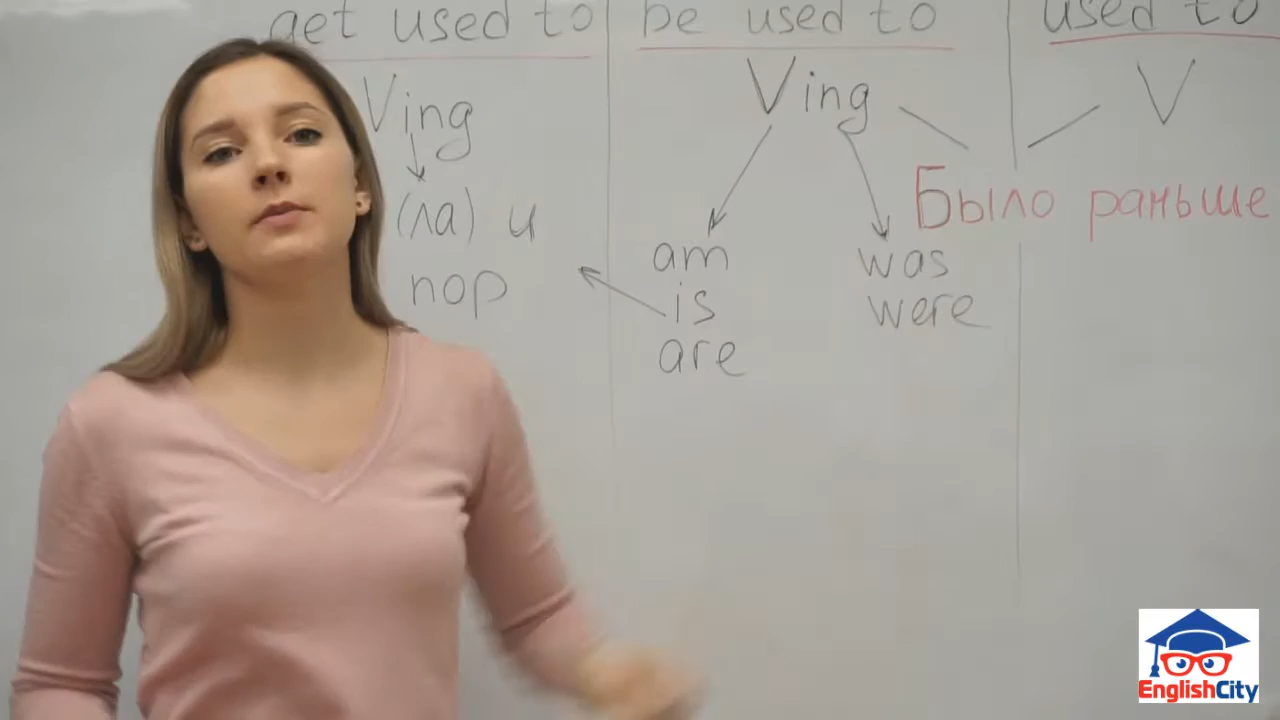 get used to
be used to
used to
Ving
(ла) и
пор
Ving
am
is
are
was
were
V
Было раньше
EnglishCity